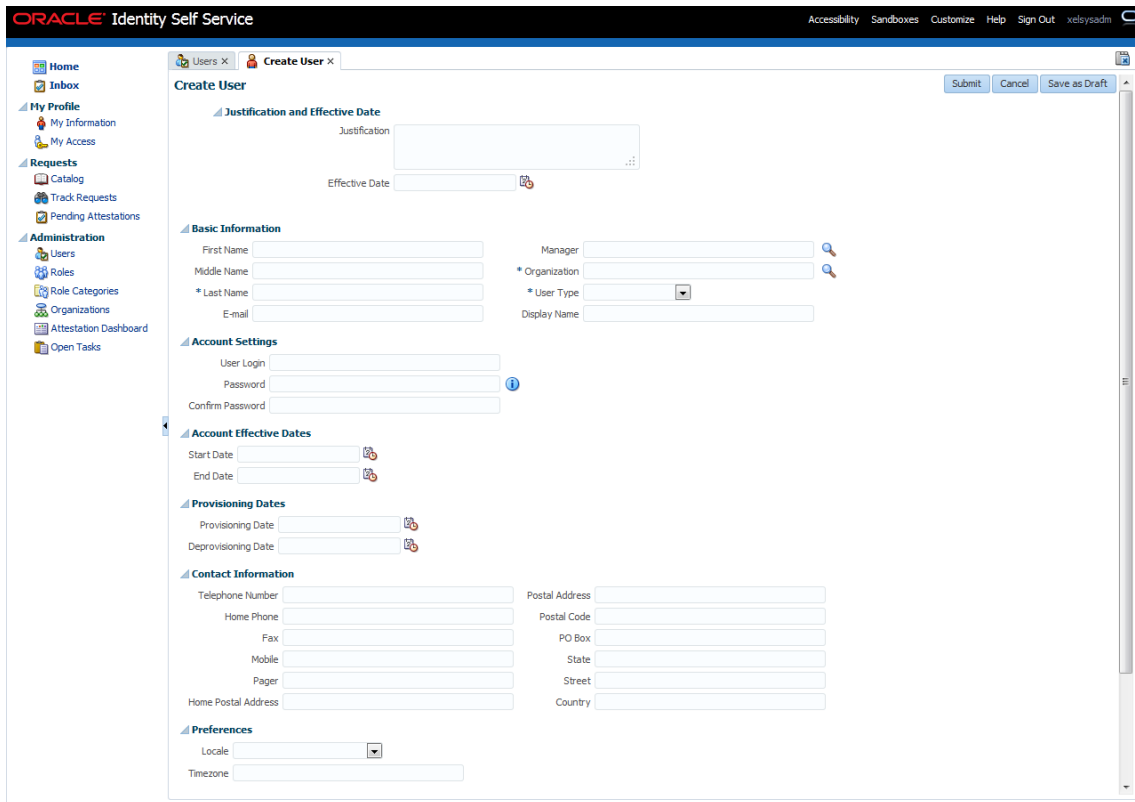 ORACLE Identity Self Service
Accessibility Sandboxes Customize Help Sign Out xelsysadm
Home
Inbox
My Profile
My Information
My Access
Requests
Catalog
Track Requests
Pending Attestations
Administration
Users
Roles
Role Categories
Organizations
Attestation Dashboard
Open Tasks
Users X Create User X
Create User
Submit Cancel Save as Draft
Justification and Effective Date
Justification
Effective Date
Basic Information
First Name Manager
Middle Name * Organization
* Last Name * User Type
E-mail Display Name
Account Settings
User Login
Password
Confirm Password
Account Effective Dates
Start Date
End Date
Provisioning Dates
Provisioning Date
Deprovisioning Date
Contact Information
Telephone Number Postal Address
Home Phone Postal Code
Fax PO Box
Mobile State
Pager Street
Home Postal Address Country
Preferences
Locale
Timezone